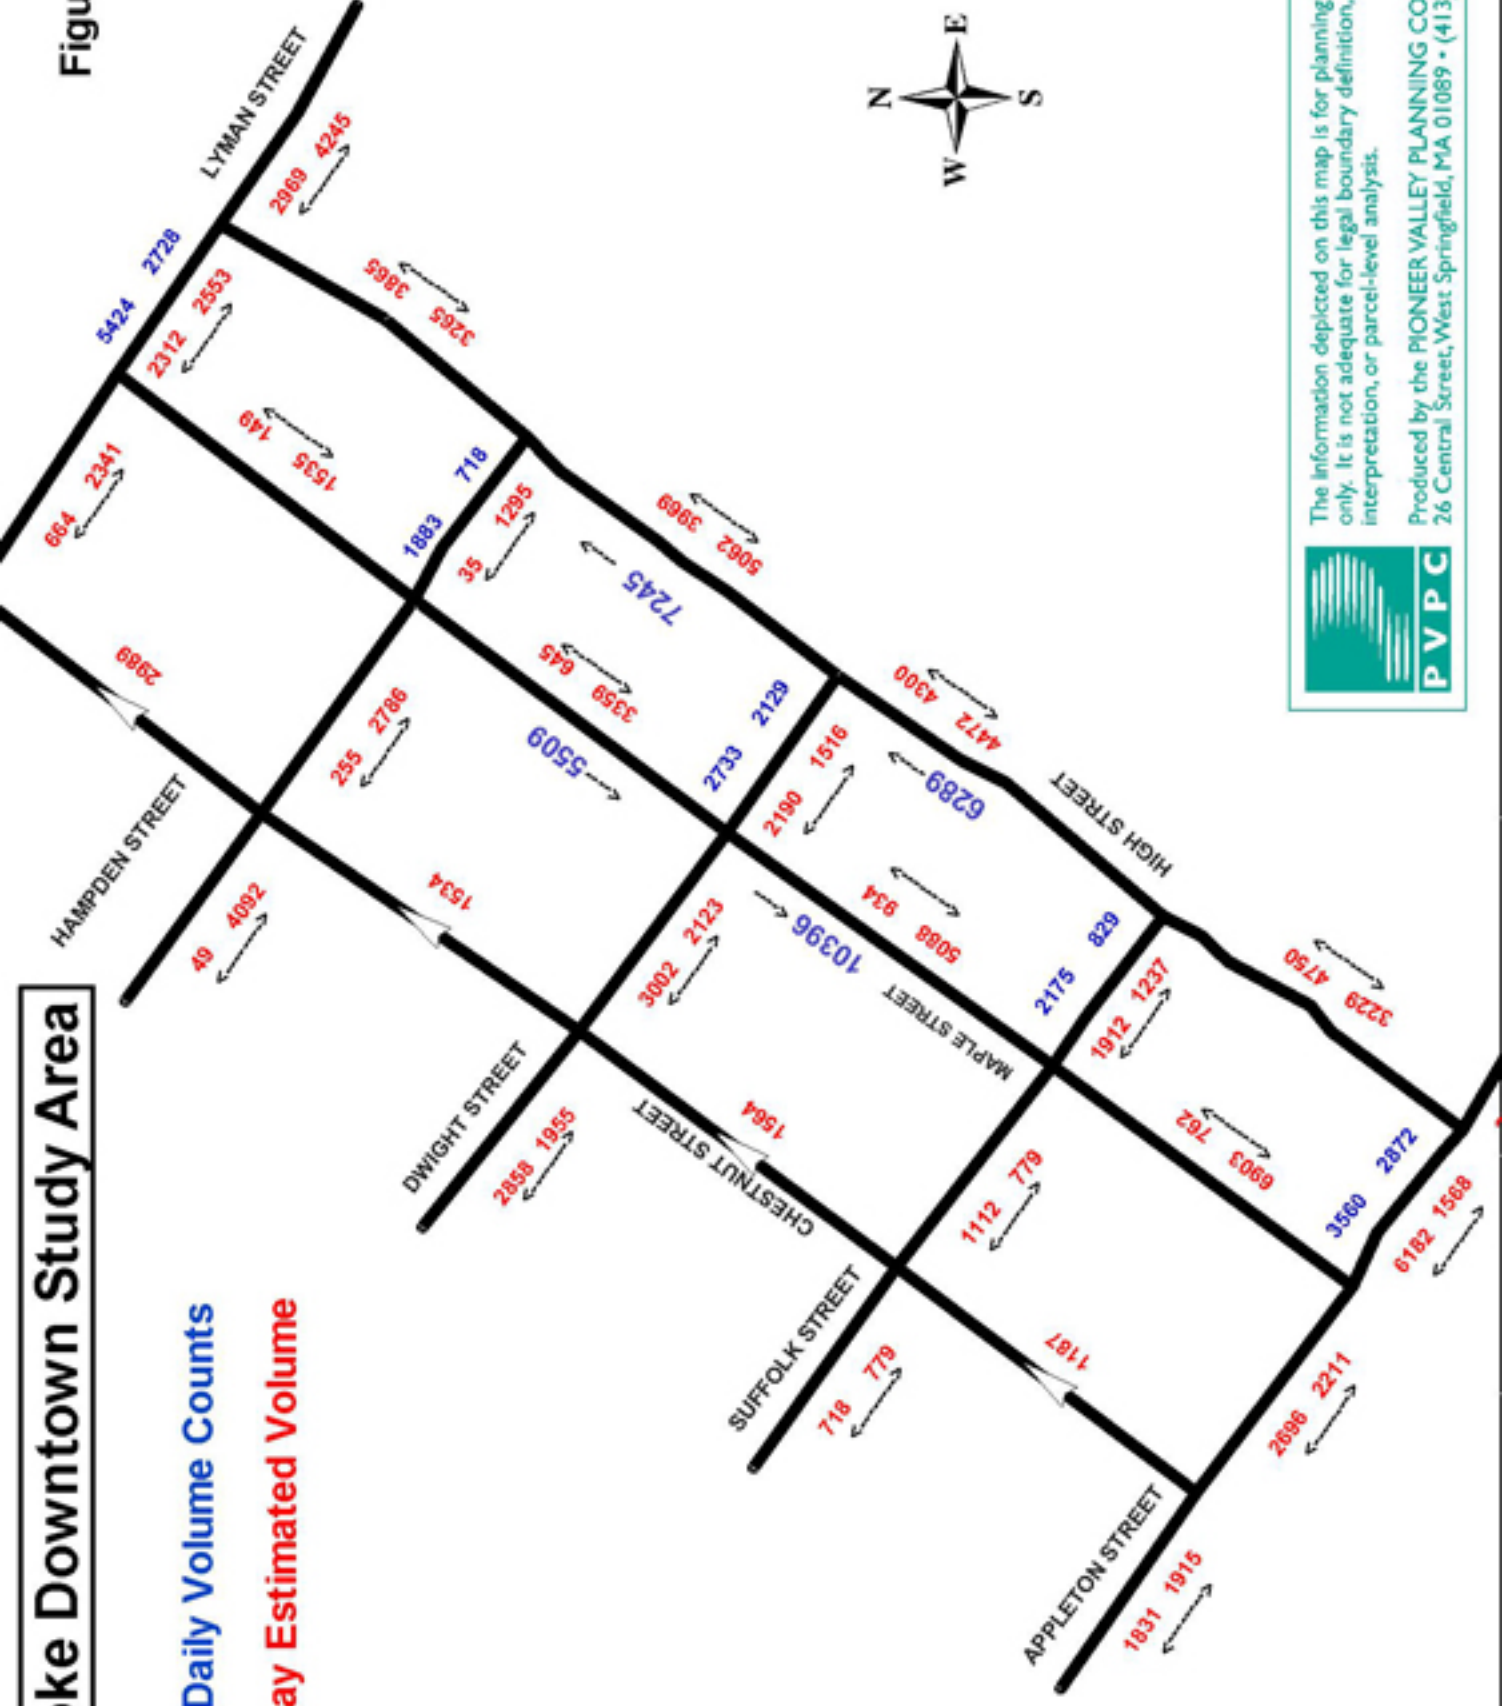 Figu
ke Downtown Study Area
Daily Volume Counts
ay Estimated Volume
LYMAN STREET
2969 4245
5424 2728
2312 2553
664 2341
3865
3265
149
1535
1883 718
35 1295
3969
5062
7245
645
3359
5509
2989
HAMPDEN STREET
255 2786
49 4092
1534
2733 2129
2190 1516
4300
4472
6289
HIGH STREET
934
5088
10396
MAPLE STREET
3002 2123
DWIGHT STREET
2858 1955
CHESTNUT STREET
1564
2175 829
1912 1237
4750
3229
762
6903
1112 779
SUFFOLK STREET
718 779
1187
3560 2872
6182 1568
2696 2211
APPLETON STREET
1831 1915
N
E
S
W
PVPC
The information depicted on this map is for planning
only. It is not adequate for legal boundary definition,
interpretation, or parcel-level analysis.
Produced by the PIONEER VALLEY PLANNING CO
26 Central Street, West Springfield, MA 01089 • (413